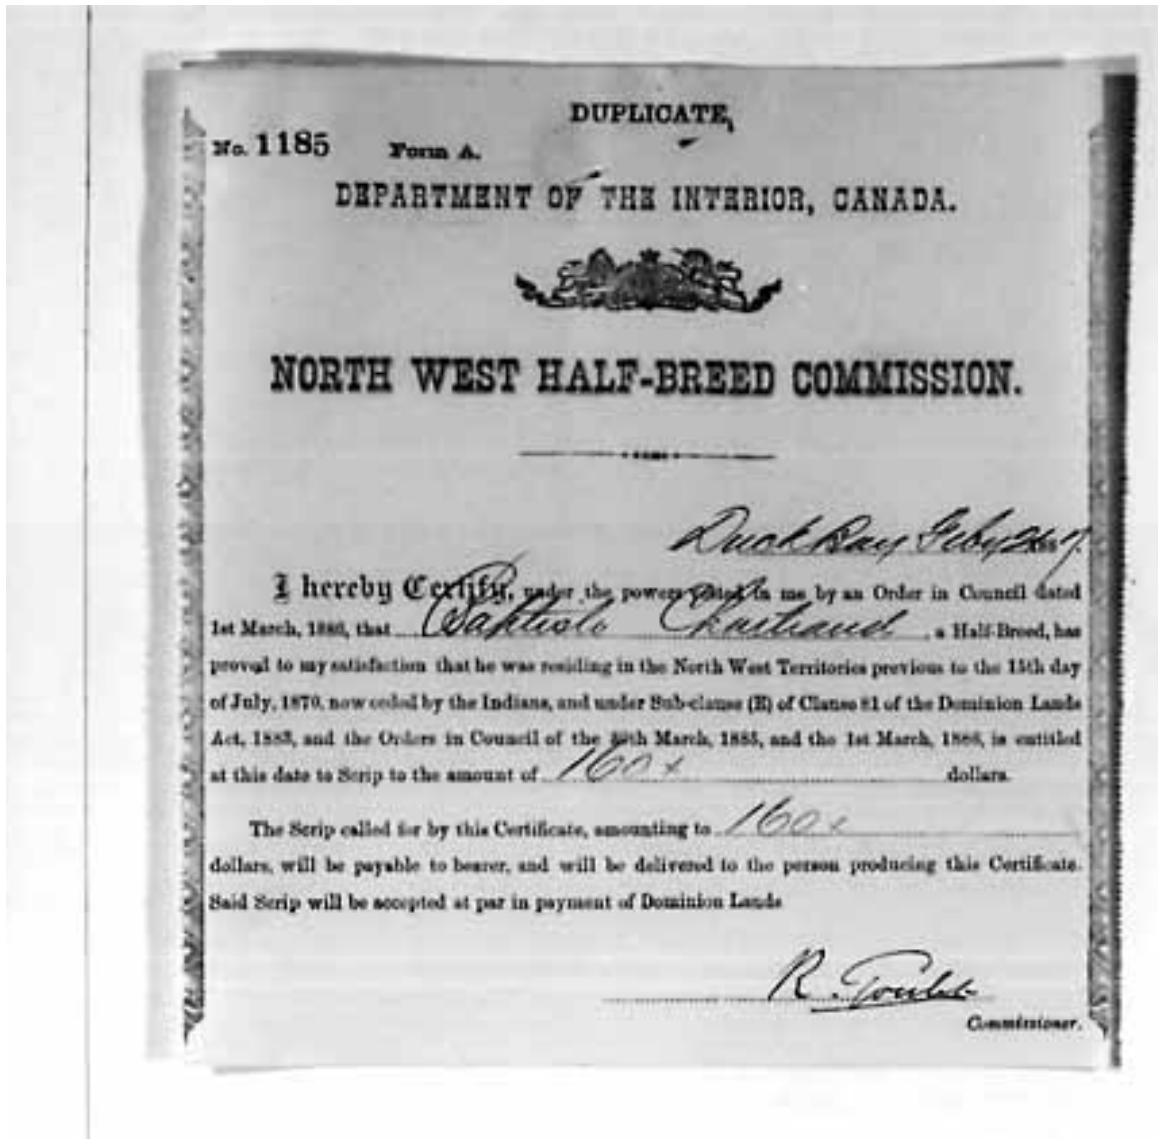 DUPLICATE,
No. 1185 Form A.
DEPARTMENT OF THE INTERIOR, CANADA.
NORTH WEST HALF-BREED COMMISSION.
Duck Bay Feby 7.
I hereby Certify, under the powers vested in me by an Order in Council dated
1st March, 1886, that Baptiste Chartrand, a Half-Breed, has
proved to my satisfaction that he was residing in the North West Territories previous to the 15th day
of July, 1870, now ceded by the Indians, and under Sub-clause (E) of Clause 81 of the Dominion Lands
Act, 1883, and the Orders in Council of the 30th March, 1885, and the 1st March, 1886, is entitled
at this date to Scrip to the amount of 160x dollars.
The Scrip called for by this Certificate, amounting to 160x
dollars, will be payable to bearer, and will be delivered to the person producing this Certificate.
Said Scrip will be accepted at par in payment of Dominion Lands
R.
Commissioner.